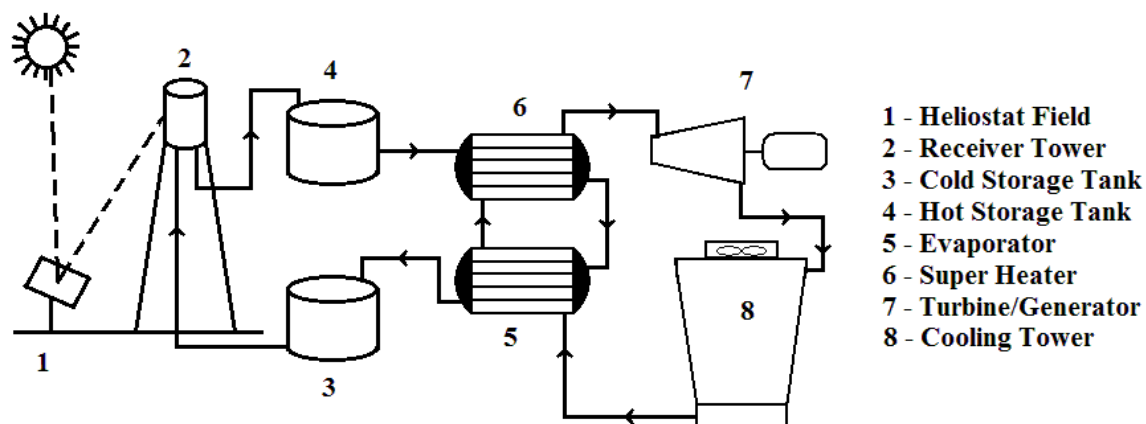 2
4
6
7
5
3
1
8
1 - Heliostat Field
2 - Receiver Tower
3 - Cold Storage Tank
4 - Hot Storage Tank
5 - Evaporator
6 - Super Heater
7 - Turbine/Generator
8 - Cooling Tower